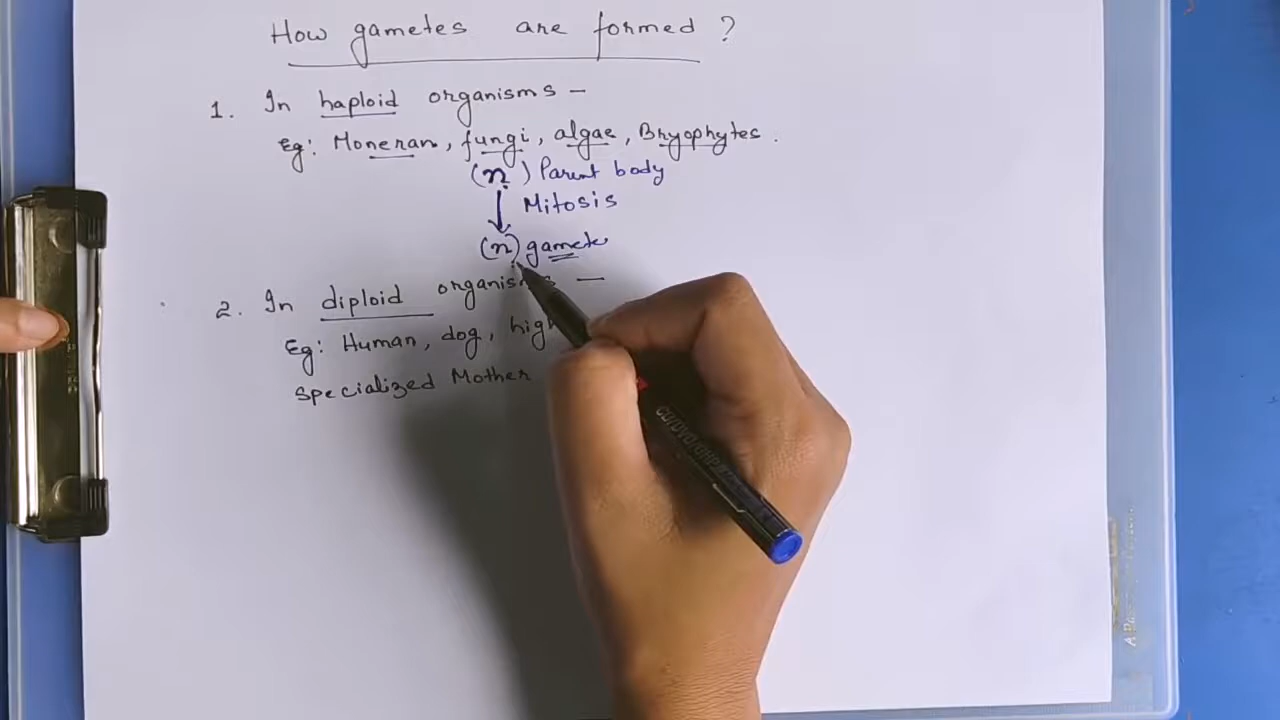 How gametes are formed ?
1. In haploid organisms –
Eg: Moneran, fungi, algae, Bryophytes.
(n) Parent body
Mitosis
(n) gamete
2. In diploid organisms –
Eg: Human, dog, high
specialized Mother